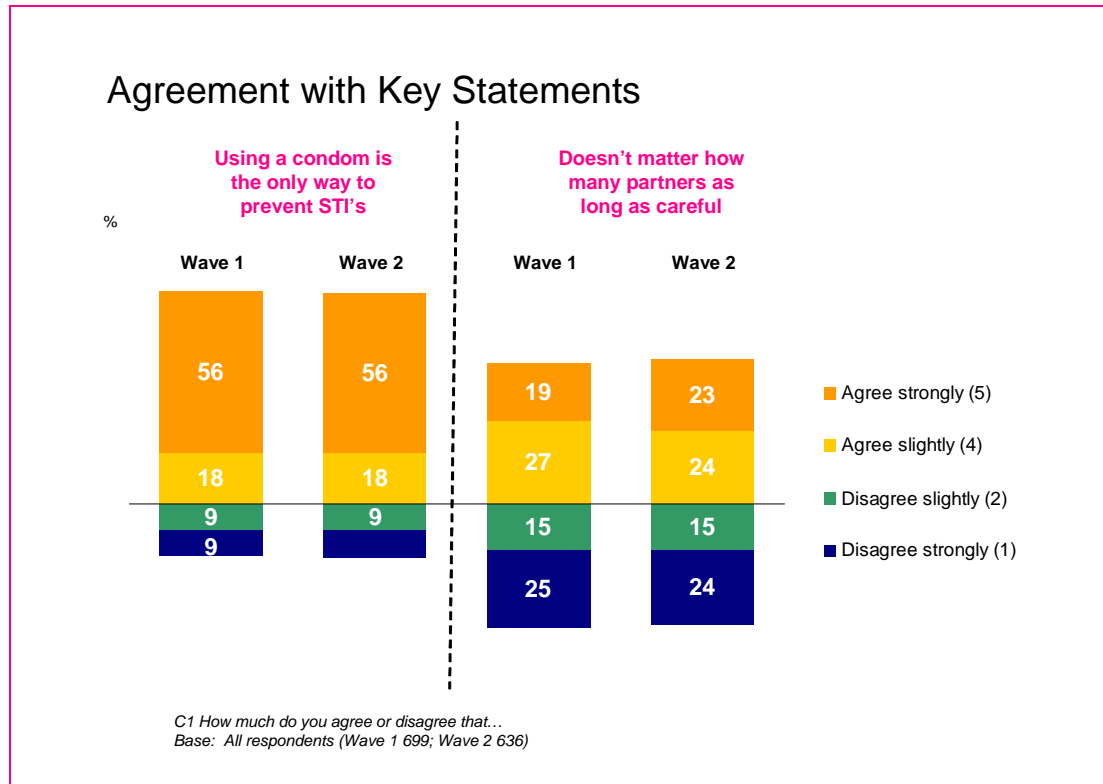 Agreement with Key Statements
Using a condom is
the only way to
prevent STI's
Doesn't matter how
many partners as
long as careful
%
Wave 1
Wave 2
Wave 1
Wave 2
56
56
18
18
9
9
9
19
23
27
24
15
15
25
24
Agree strongly (5)
Agree slightly (4)
Disagree slightly (2)
Disagree strongly (1)
C1 How much do you agree or disagree that…
Base:  All respondents (Wave 1 699; Wave 2 636)